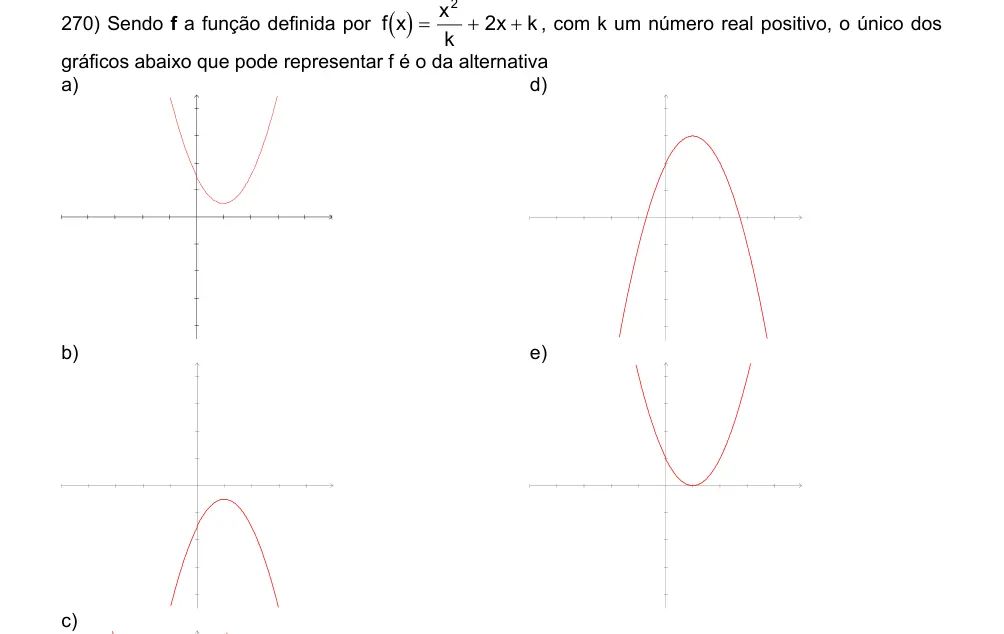 270) Sendo f a função definida por f(x) = x²/k + 2x + k, com k um número real positivo, o único dos
gráficos abaixo que pode representar f é o da alternativa
a)
d)
b)
e)
c)